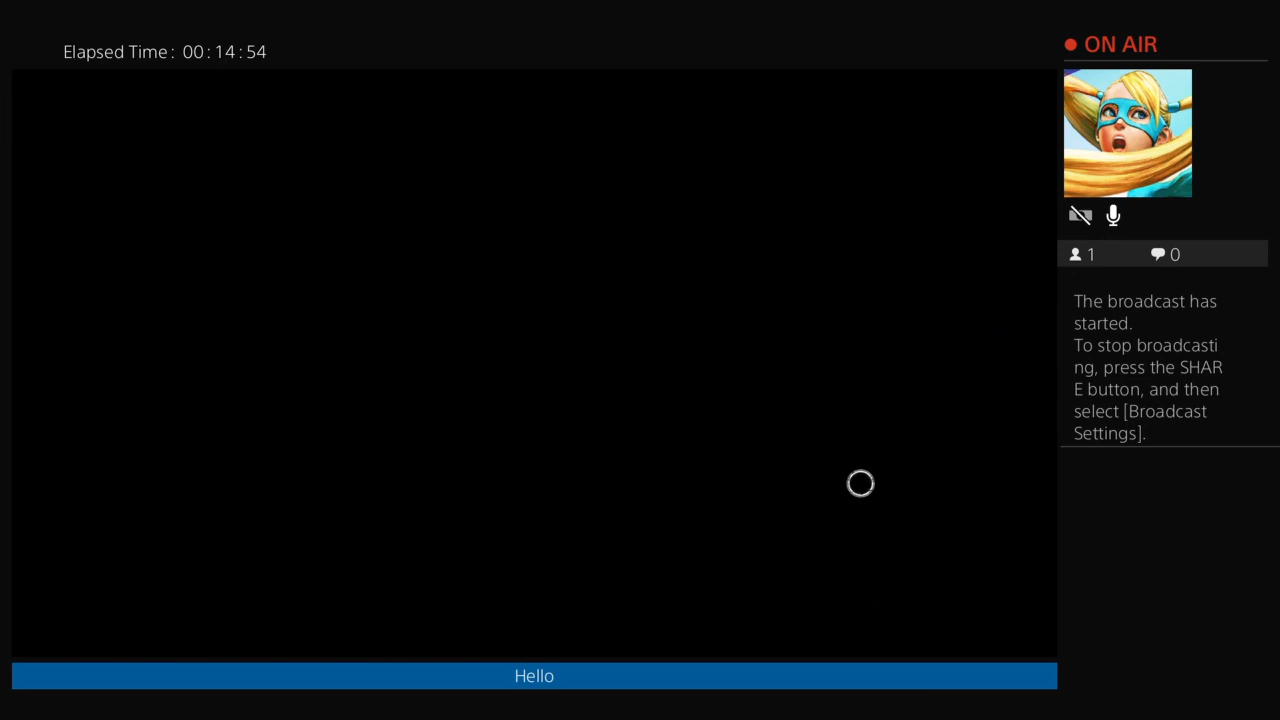 Elapsed Time: 00:14:54
ON AIR
1 0
The broadcast has
started.
To stop broadcasti
ng, press the SHAR
E button, and then
select [Broadcast
Settings].
Hello